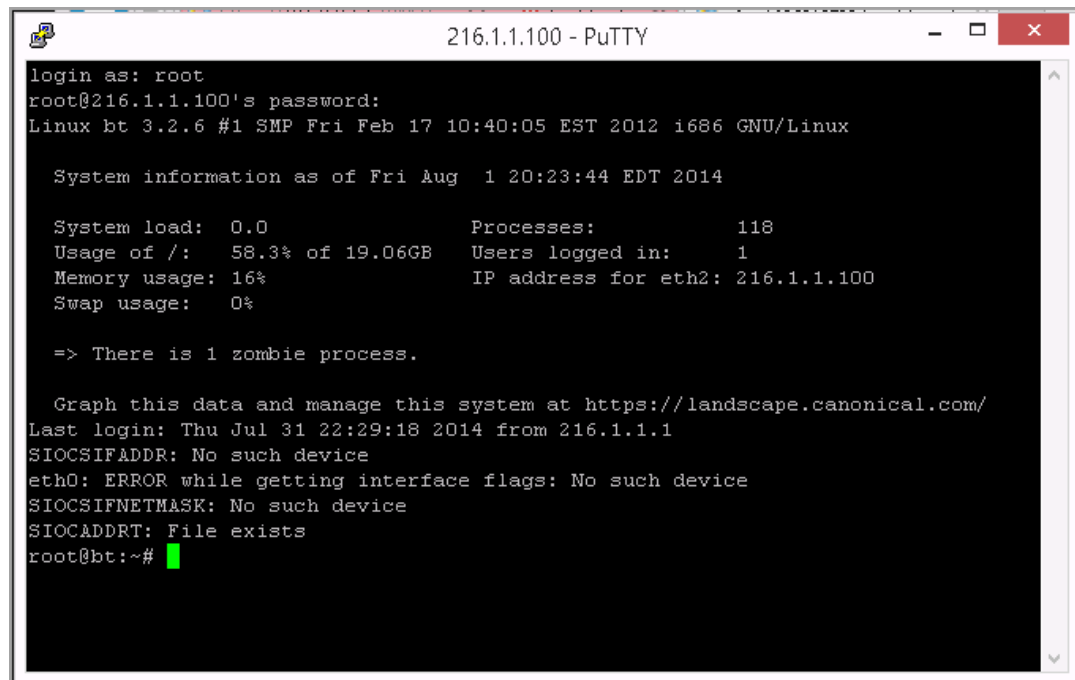 216.1.1.100 - PuTTY
login as: root
root@216.1.1.100's password:
Linux bt 3.2.6 #1 SMP Fri Feb 17 10:40:05 EST 2012 i686 GNU/Linux
System information as of Fri Aug  1 20:23:44 EDT 2014
System load:  0.0                Processes:           118
Usage of /:   58.3% of 19.06GB   Users logged in:     1
Memory usage: 16%                IP address for eth2: 216.1.1.100
Swap usage:   0%
=> There is 1 zombie process.
Graph this data and manage this system at https://landscape.canonical.com/
Last login: Thu Jul 31 22:29:18 2014 from 216.1.1.1
SIOCSIFADDR: No such device
eth0: ERROR while getting interface flags: No such device
SIOCSIFNETMASK: No such device
SIOCADDRT: File exists
root@bt:~#